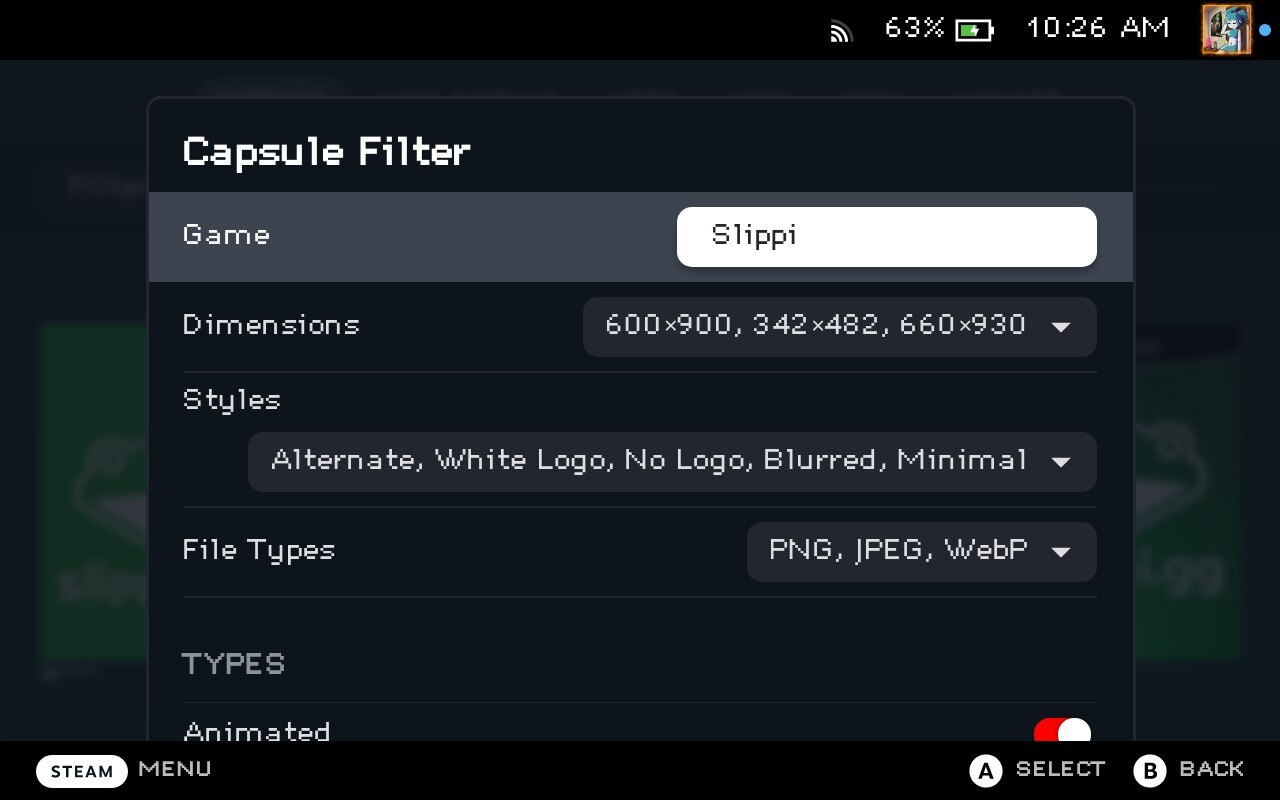 63% 10:26 AM
Capsule Filter
Game Slippi
Dimensions 600×900, 342×482, 660×930
Styles
Alternate, White Logo, No Logo, Blurred, Minimal
File Types PNG, JPEG, WebP
TYPES
Animated
STEAM MENU A SELECT B BACK